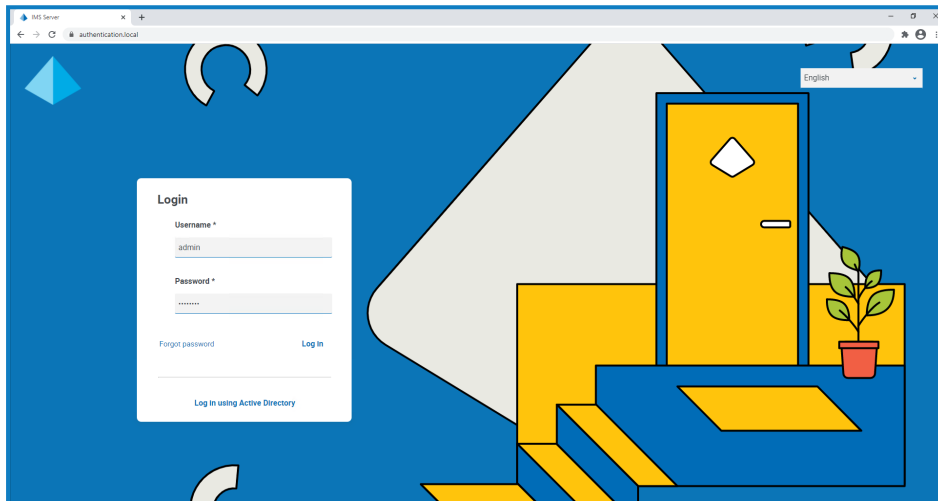 IMS Server
authentication.local
English
Login
Username *
admin
Password *
........
Forgot password
Log in
Log in using Active Directory